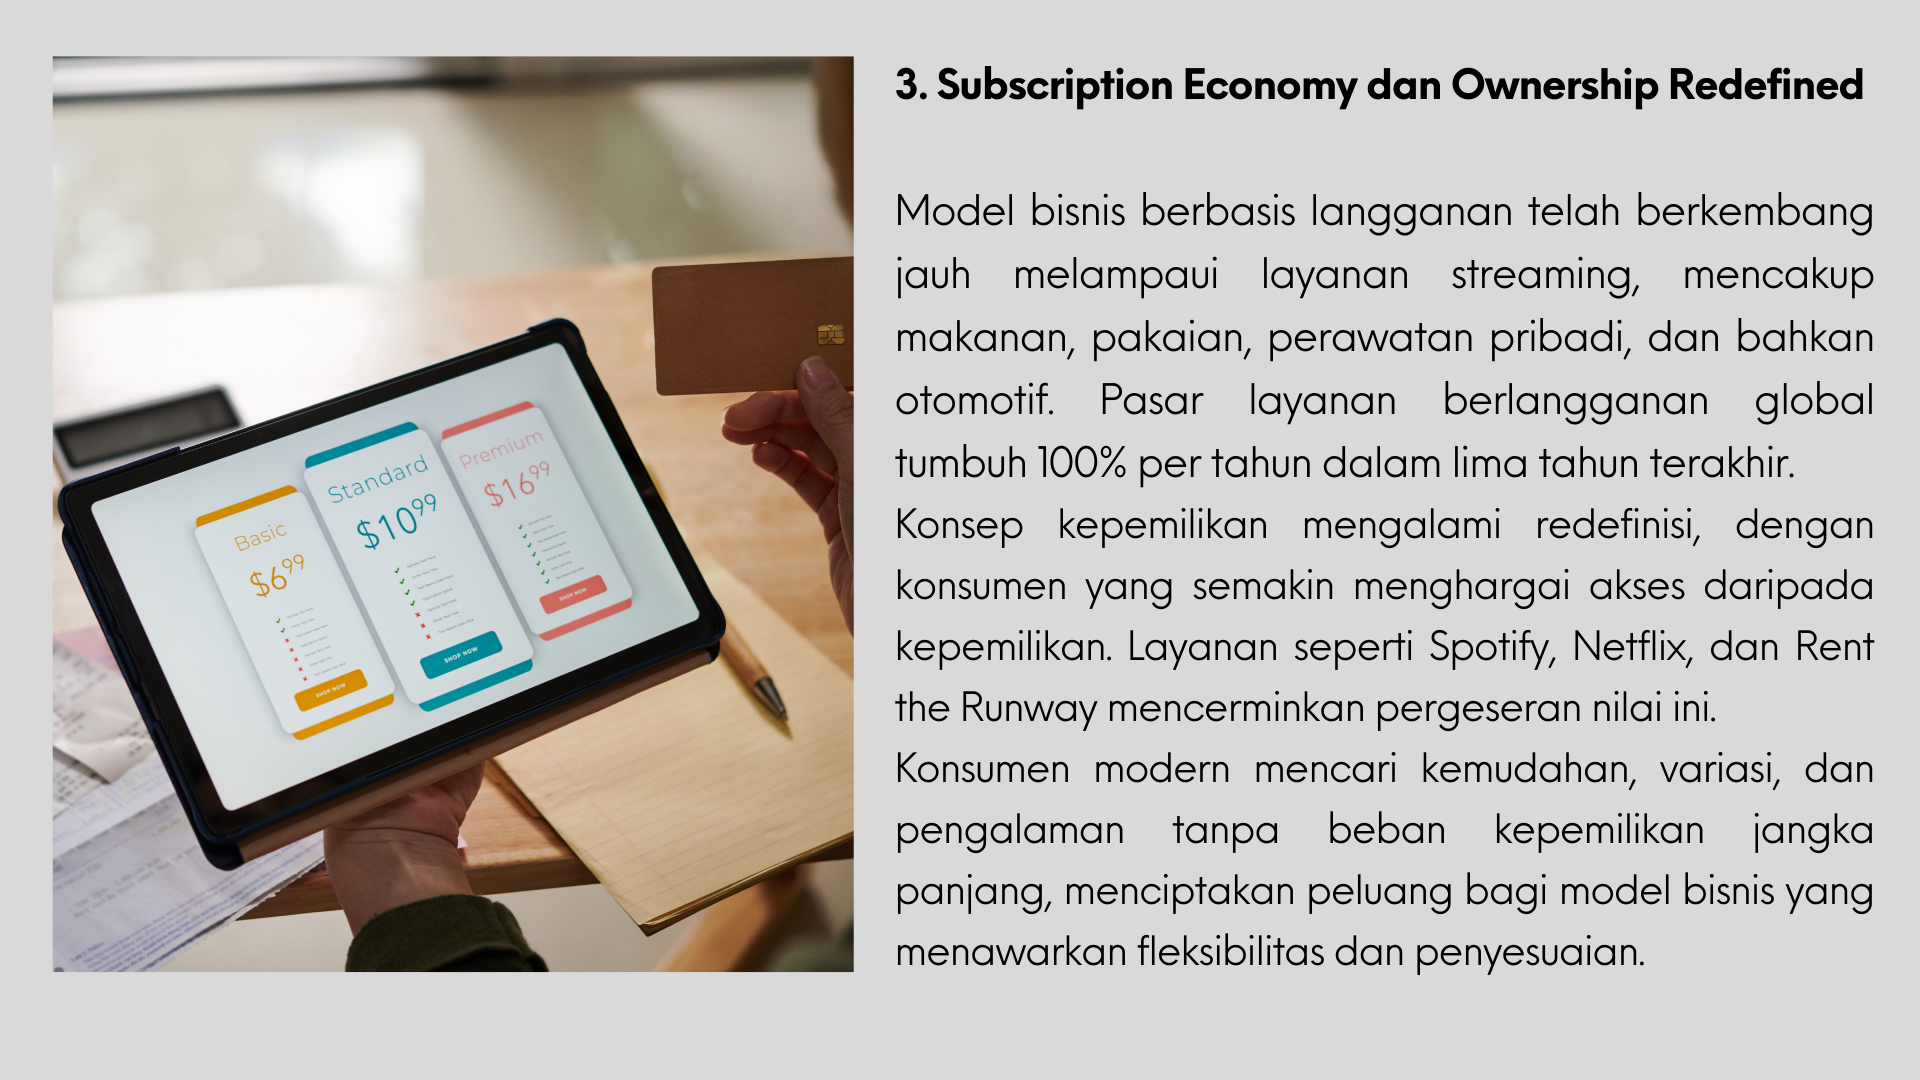 3. Subscription Economy dan Ownership Redefined
Model bisnis berbasis langganan telah berkembang
jauh melampaui layanan streaming, mencakup
makanan, pakaian, perawatan pribadi, dan bahkan
otomotif. Pasar layanan berlangganan global
tumbuh 100% per tahun dalam lima tahun terakhir.
Konsep kepemilikan mengalami redefinisi, dengan
konsumen yang semakin menghargai akses daripada
kepemilikan. Layanan seperti Spotify, Netflix, dan Rent
the Runway mencerminkan pergeseran nilai ini.
Konsumen modern mencari kemudahan, variasi, dan
pengalaman tanpa beban kepemilikan jangka
panjang, menciptakan peluang bagi model bisnis yang
menawarkan fleksibilitas dan penyesuaian.
Basic
$6.99
SHOP NOW
Standard
$10.99
SHOP NOW
Premium
$16.99
SHOP NOW